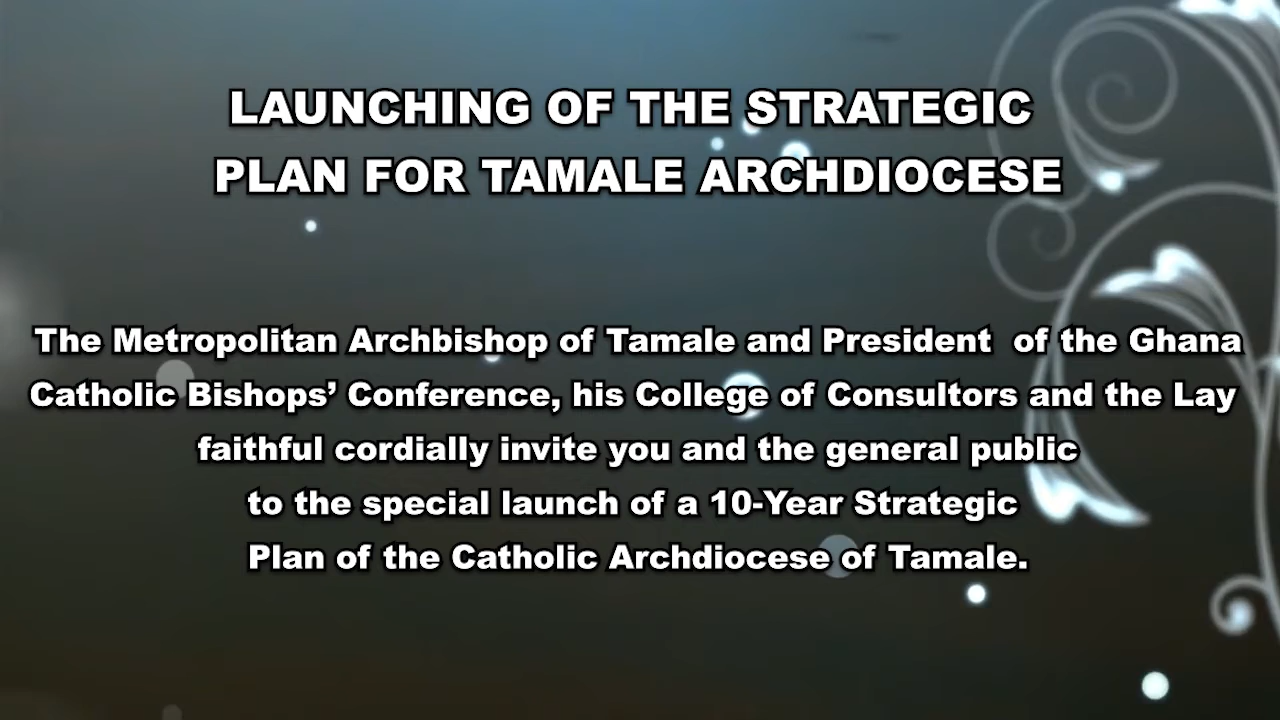 LAUNCHING OF THE STRATEGIC
PLAN FOR TAMALE ARCHDIOCESE
The Metropolitan Archbishop of Tamale and President of the Ghana
Catholic Bishops’ Conference, his College of Consultors and the Lay
faithful cordially invite you and the general public
to the special launch of a 10-Year Strategic
Plan of the Catholic Archdiocese of Tamale.